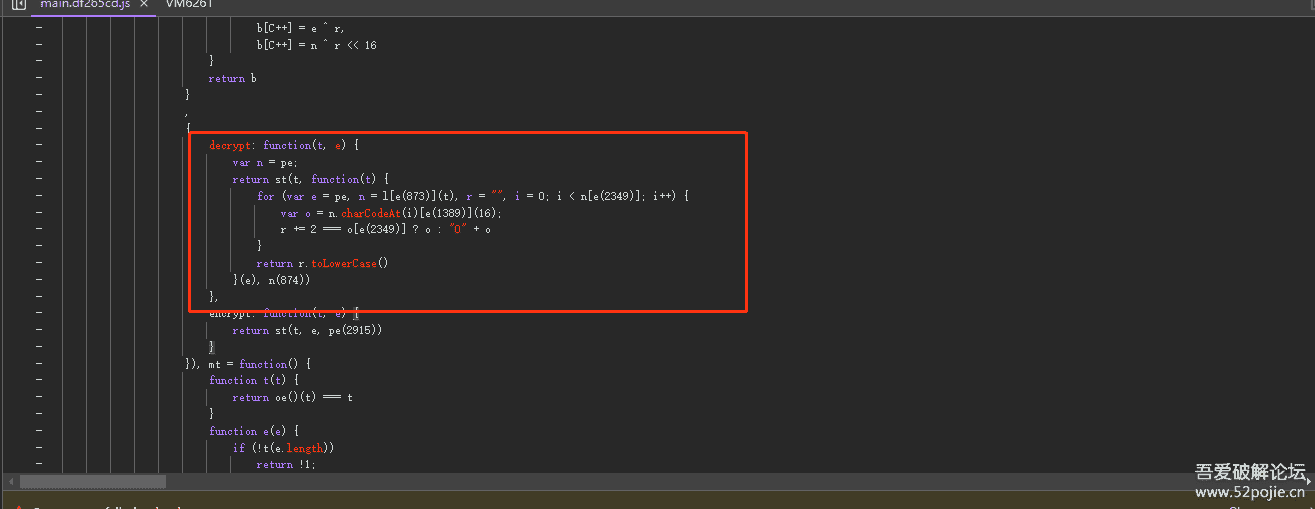 main.df265cd.js × VM6261
b[C++] = e ^ r,
b[C++] = n ^ r << 16
}
return b
}
,
{
decrypt: function(t, e) {
var n = pe;
return st(t, function(t) {
for (var e = pe, n = l[e(873)](t), r = "", i = 0; i < n[e(2349)]; i++) {
var o = n.charCodeAt(i)[e(1389)](16);
r += 2 === o[e(2349)] ? o : "0" + o
}
return r.toLowerCase()
}(e), n(874))
},
encrypt: function(t, e) {
return st(t, e, pe(2915))
}
}), mt = function() {
function t(t) {
return oe()(t) === t
}
function e(e) {
if (!t(e.length))
return !1;
吾爱破解论坛
www.52pojie.cn